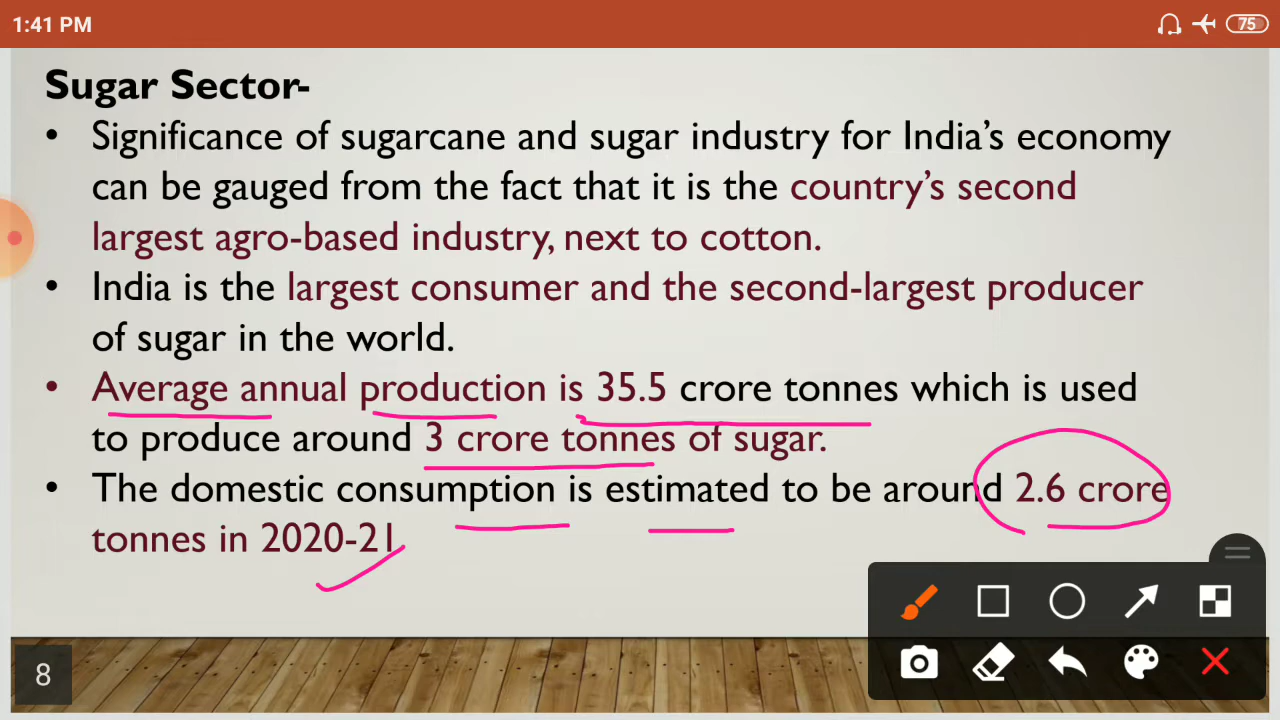 1:41 PM
75
Sugar Sector-
• Significance of sugarcane and sugar industry for India's economy
can be gauged from the fact that it is the country's second
largest agro-based industry, next to cotton.
• India is the largest consumer and the second-largest producer
of sugar in the world.
• Average annual production is 35.5 crore tonnes which is used
to produce around 3 crore tonnes of sugar.
• The domestic consumption is estimated to be around 2.6 crore
tonnes in 2020-21
8